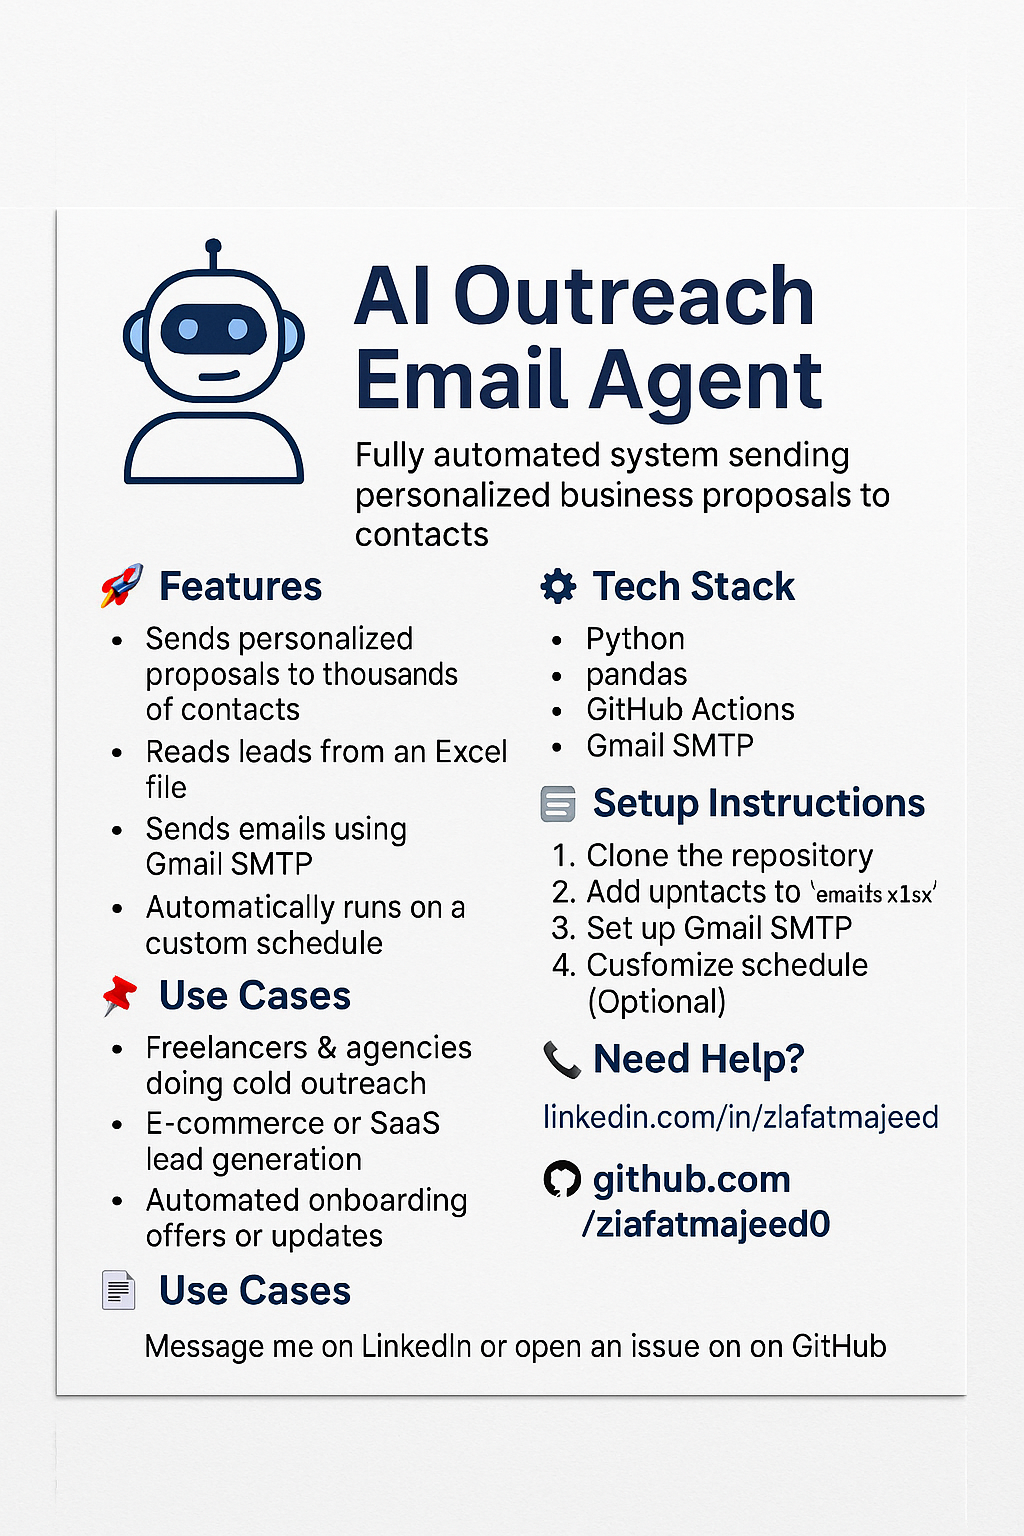 AI Outreach
Email Agent
Fully automated system sending
personalized business proposals to
contacts
Features
• Sends personalized
proposals to thousands
of contacts
• Reads leads from an Excel
file
• Sends emails using
Gmail SMTP
• Automatically runs on a
custom schedule
Use Cases
• Freelancers & agencies
doing cold outreach
• E-commerce or SaaS
lead generation
• Automated onboarding
offers or updates
Tech Stack
• Python
• pandas
• GitHub Actions
• Gmail SMTP
Setup Instructions
1. Clone the repository
2. Add upntacts to 'emaits x1sx'
3. Set up Gmail SMTP
4. Cusfomize schedule
(Optional)
Need Help?
linkedin.com/in/zlafatmajeed
github.com
/ziafatmajeed0
Use Cases
Message me on LinkedIn or open an issue on on GitHub